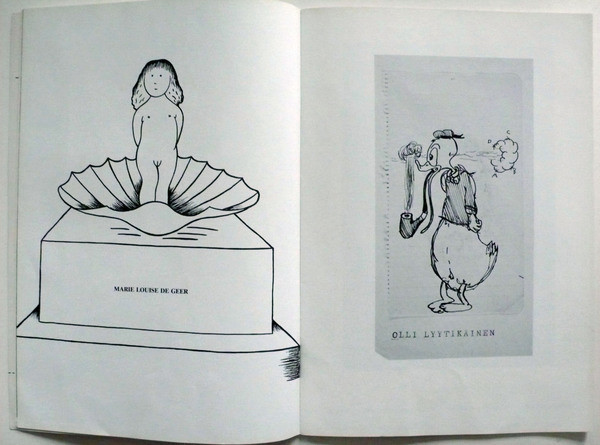 MARIE LOUISE DE GEER
OLLI LYYTIKAINEN